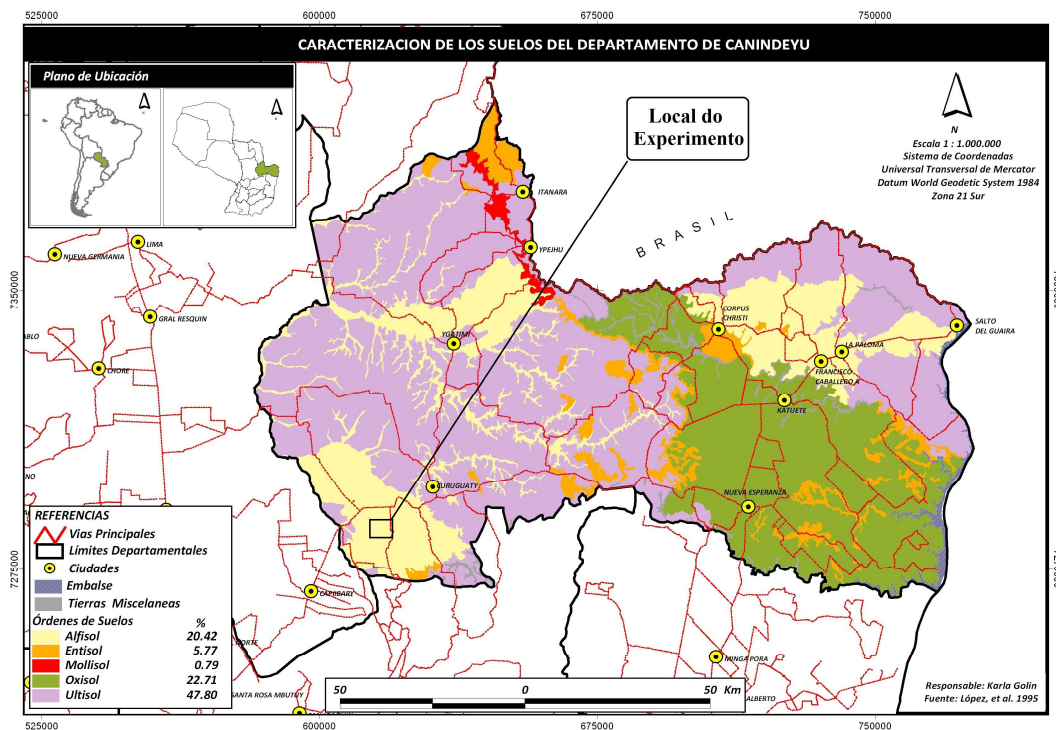 525000
600000
675000
750000
CARACTERIZACION DE LOS SUELOS DEL DEPARTAMENTO DE CANINDEYU
Plano de Ubicación
Local do
Experimento
N
Escala 1 : 1.000.000
Sistema de Coordenadas
Universal Transversal de Mercator
Datum World Geodetic System 1984
Zona 21 Sur
ITANARA
BRASIL
LIMA
NUEVA GERMANIA
YPEJHU
7350000
GRAL RESQUIN
CORPUS
CHRISTI
SALTO
DEL GUAIRA
YGATIMI
LA PALOMA
CHORE
FRANCISCO
CABALLERO A
KATUETE
CURUGUATY
NUEVA ESPERANZA
REFERENCIAS
Vias Principales
Límites Departamentales
Ciudades
Embalse
Tierras Miscelaneas
Órdenes de Suelos %
Alfisol 20.42
Entisol 5.77
Mollisol 0.79
Oxisol 22.71
Ultisol 47.80
7275000
CAPIIBARY
MINGA PORA
SANTA ROSA MBUTUY
ALBERTO
50 0 50 Km
Responsable: Karla Golin
Fuente: López, et al. 1995
525000
600000
675000
750000